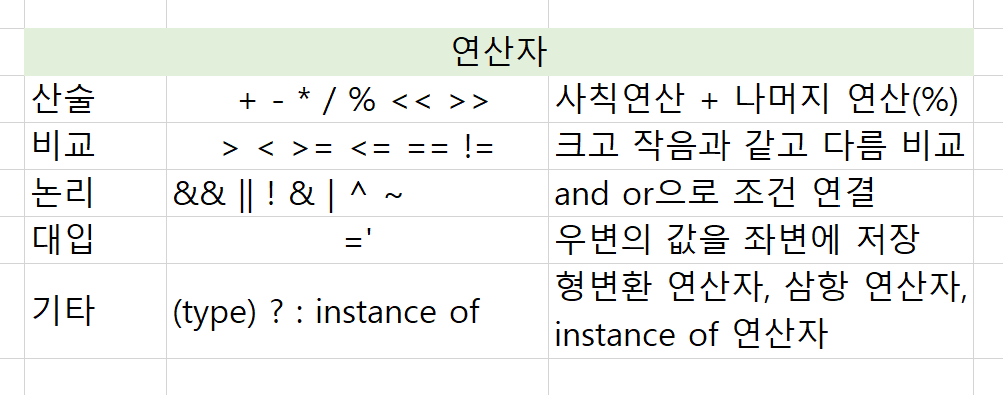 연산자
산술 + - * / % << >> 사칙연산 + 나머지 연산(%)
비교 > < >= <= == != 크고 작음과 같고 다름 비교
논리 && || ! & | ^ ~ and or으로 조건 연결
대입 =' 우변의 값을 좌변에 저장
기타 (type) ? : instance of 형변환 연산자, 삼항 연산자,
instance of 연산자